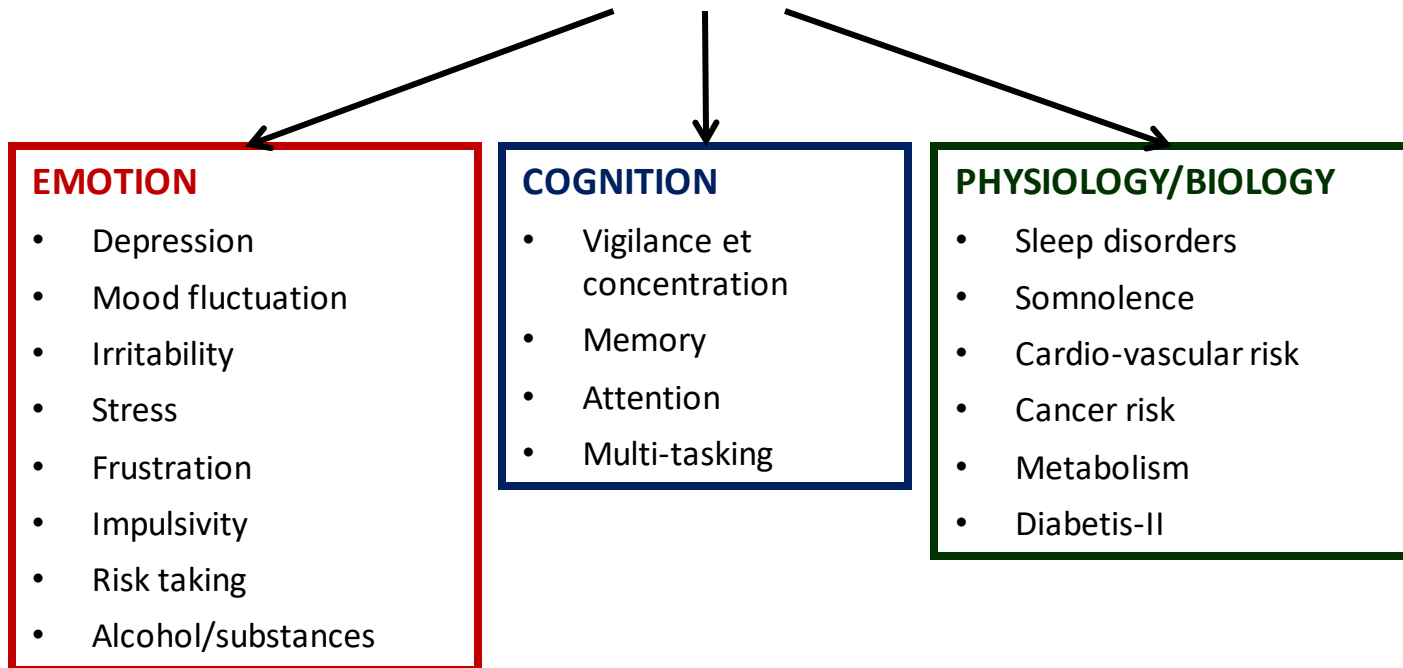 EMOTION
• Depression
• Mood fluctuation
• Irritability
• Stress
• Frustration
• Impulsivity
• Risk taking
• Alcohol/substances
COGNITION
• Vigilance et
concentration
• Memory
• Attention
• Multi-tasking
PHYSIOLOGY/BIOLOGY
• Sleep disorders
• Somnolence
• Cardio-vascular risk
• Cancer risk
• Metabolism
• Diabetis-II